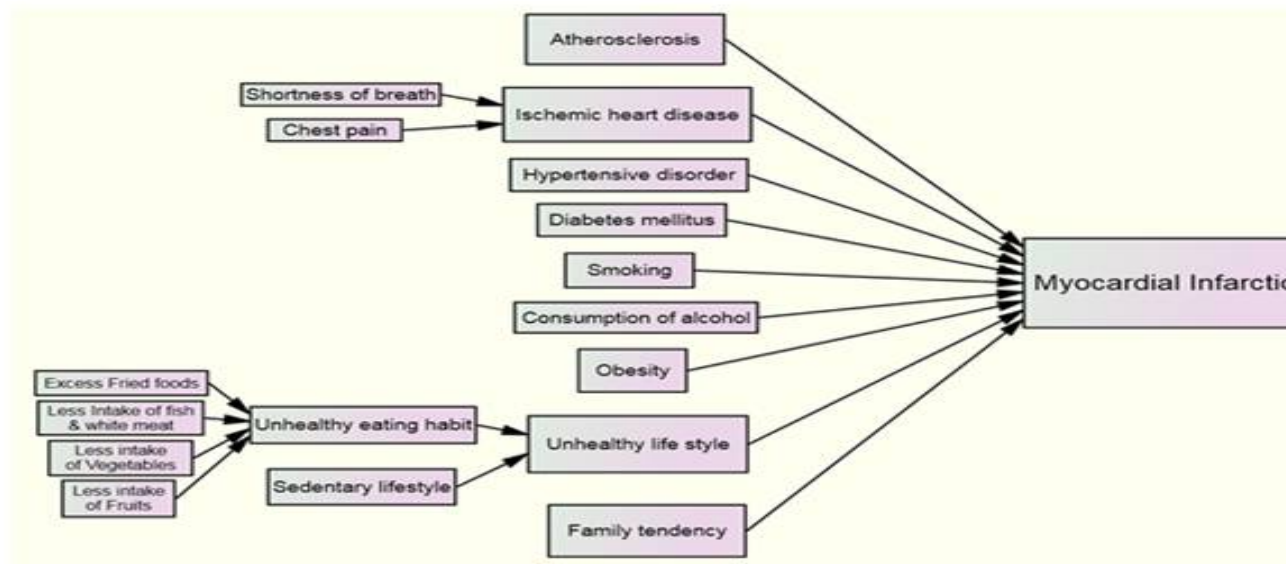 Atherosclerosis
Shortness of breath
Ischemic heart disease
Chest pain
Hypertensive disorder
Diabetes mellitus
Smoking
Myocardial Infarctio
Consumption of alcohol
Obesity
Excess Fried foods
Less Intake of fish
& white meat
Unhealthy eating habit
Unhealthy life style
Less intake
of Vegetables
Sedentary lifestyle
Less intake
of Fruits
Family tendency